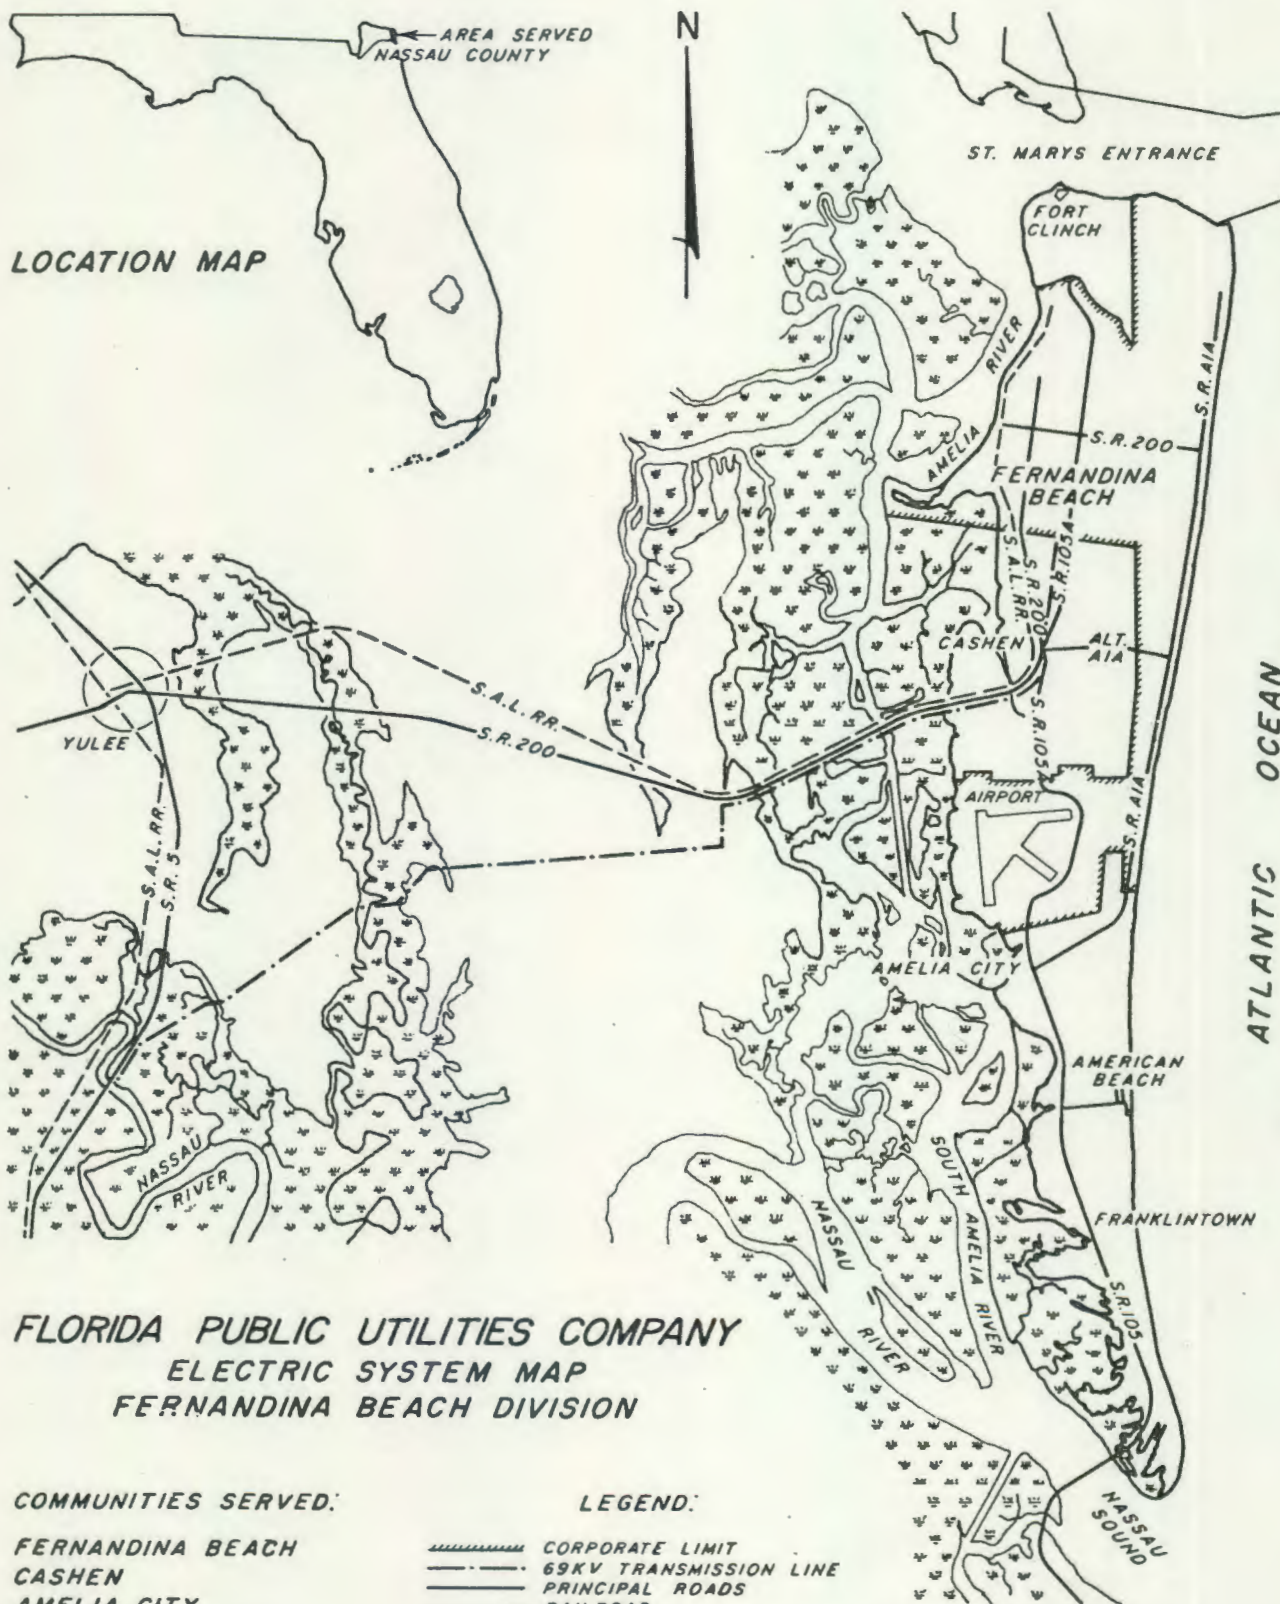 AREA SERVED
NASSAU COUNTY
N
ST. MARYS ENTRANCE
FORT
CLINCH
LOCATION MAP
RIVER
AMELIA
S.R. A1A
S.R. 200
FERNANDINA
BEACH
S.R. 105A
S.A.L. RR.
S.R. 200
CASHEN
ALT.
A1A
S.A.L. RR.
S.R. 200
YULEE
S.R. 105A
AIRPORT
S.R. A1A
ATLANTIC OCEAN
S.A.L. RR.
S.R. 5
AMELIA CITY
AMERICAN
BEACH
NASSAU
RIVER
SOUTH AMELIA RIVER
NASSAU
RIVER
FRANKLINTOWN
S.R. 105
NASSAU
SOUND
FLORIDA PUBLIC UTILITIES COMPANY
ELECTRIC SYSTEM MAP
FERNANDINA BEACH DIVISION
COMMUNITIES SERVED:
FERNANDINA BEACH
CASHEN
AMELIA CITY
LEGEND:
CORPORATE LIMIT
69KV TRANSMISSION LINE
PRINCIPAL ROADS